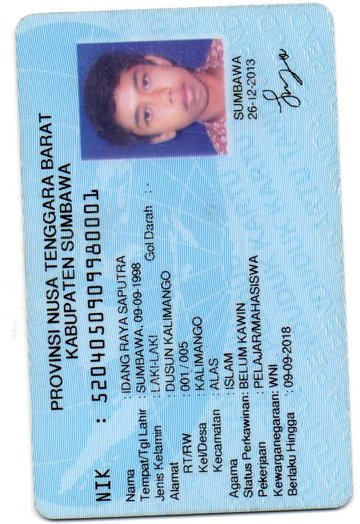 PROVINSI NUSA TENGGARA BARAT
KABUPATEN SUMBAWA
NIK : 5204050909980001
Nama : IDANG RAYA SAPUTRA
Tempat/Tgl Lahir : SUMBAWA, 09-09-1998
Jenis Kelamin : LAKI-LAKI Gol Darah : -
Alamat : DUSUN KALIMANGO
RT/RW : 001 / 005
Kel/Desa : KALIMANGO
Kecamatan : ALAS
Agama : ISLAM
Status Perkawinan: BELUM KAWIN
Pekerjaan : PELAJAR/MAHASISWA
Kewarganegaraan: WNI
Berlaku Hingga : 09-09-2018
SUMBAWA
26-12-2013